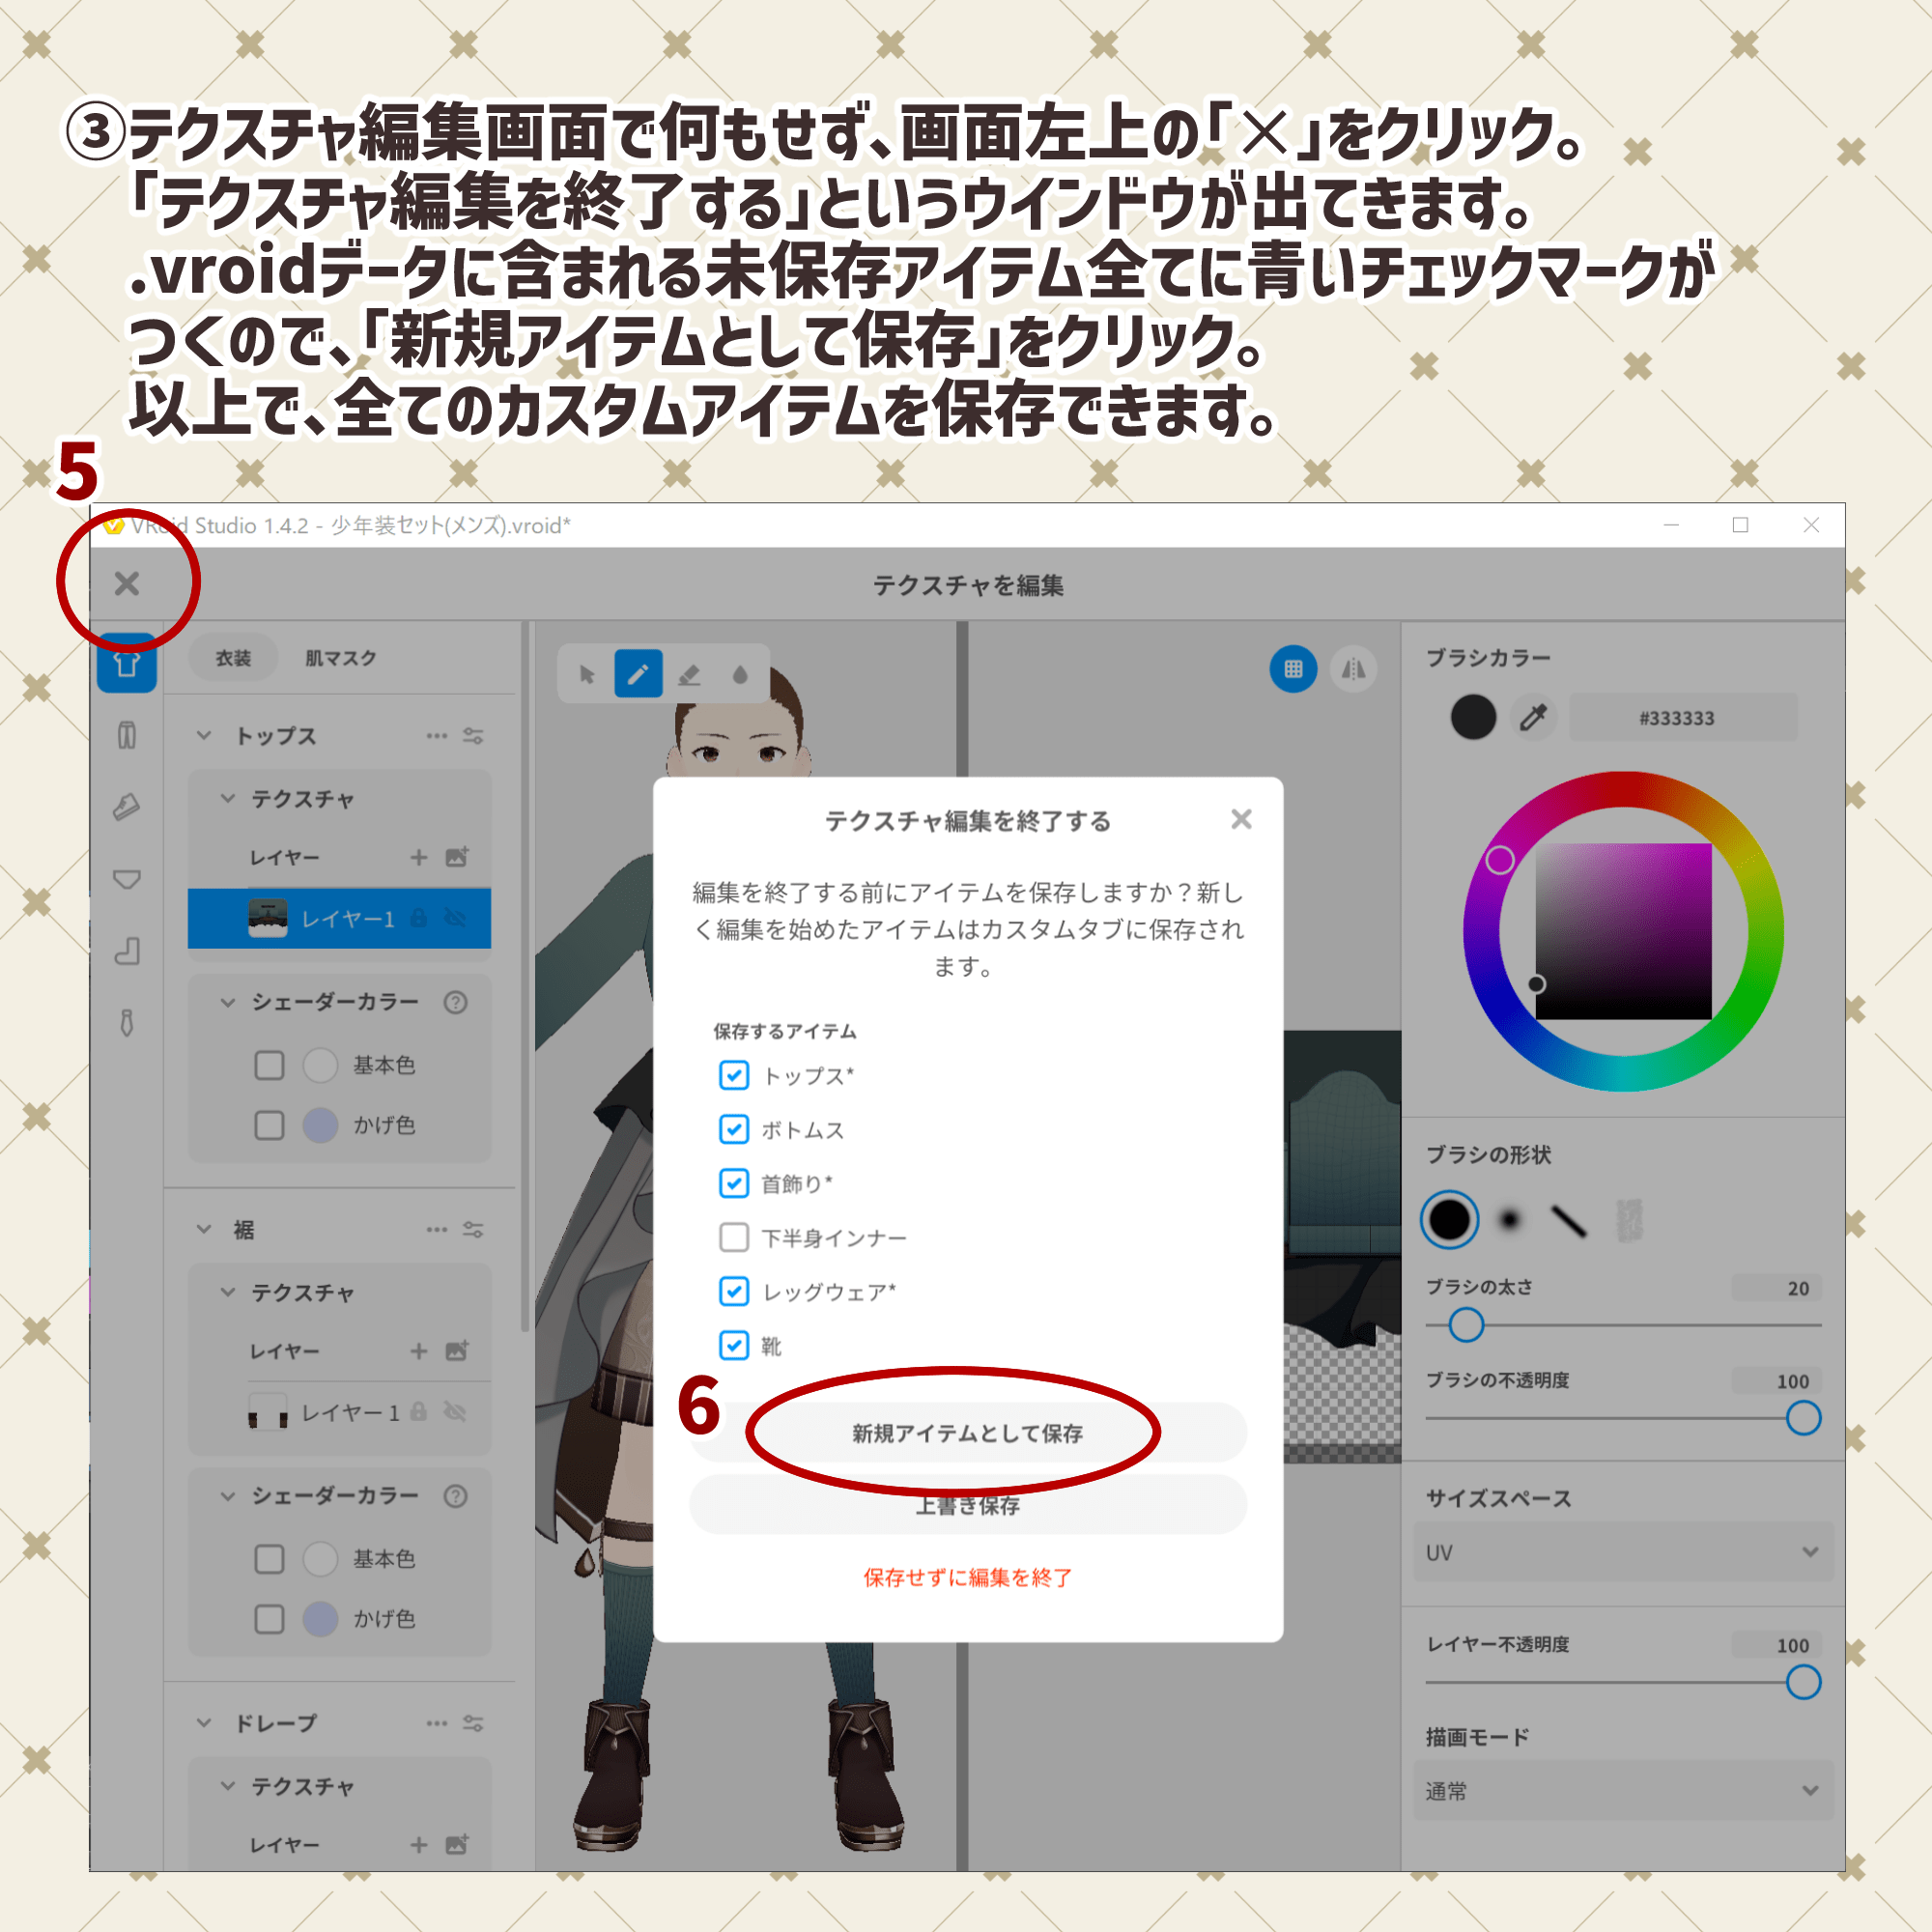 ③テクスチャ編集画面で何もせず、画面左上の「×」をクリック。
「テクスチャ編集を終了する」というウインドウが出てきます。
.vroidデータに含まれる未保存アイテム全てに青いチェックマークが
つくので、「新規アイテムとして保存」をクリック。
以上で、全てのカスタムアイテムを保存できます。
5
VRoid Studio 1.4.2 - 少年装セット(メンズ).vroid*
テクスチャを編集
衣装
肌マスク
トップス
テクスチャ
レイヤー
レイヤー1
シェーダーカラー
基本色
かげ色
裾
テクスチャ
レイヤー
レイヤー 1
シェーダーカラー
基本色
かげ色
ドレープ
テクスチャ
レイヤー
テクスチャ編集を終了する
編集を終了する前にアイテムを保存しますか？新し
く編集を始めたアイテムはカスタムタブに保存され
ます。
保存するアイテム
トップス*
ボトムス
首飾り*
下半身インナー
レッグウェア*
靴
6
新規アイテムとして保存
上書き保存
保存せずに編集を終了
ブラシカラー
#333333
ブラシの形状
ブラシの太さ 20
ブラシの不透明度 100
サイズスペース
UV
レイヤー不透明度 100
描画モード
通常